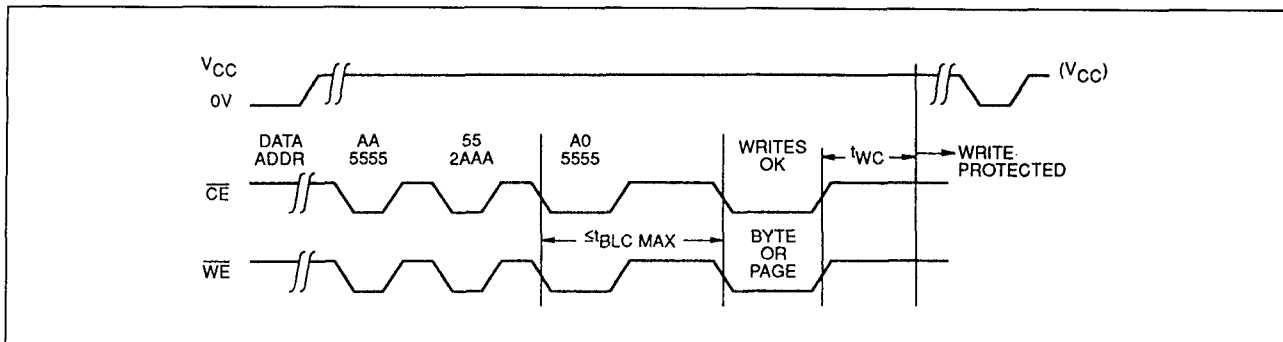 VCC
0V
(VCC)
DATA AA 55 A0
ADDR 5555 2AAA 5555
WRITES
OK
tWC
WRITE
PROTECTED
CE
≤tBLC MAX
BYTE
OR
PAGE
WE